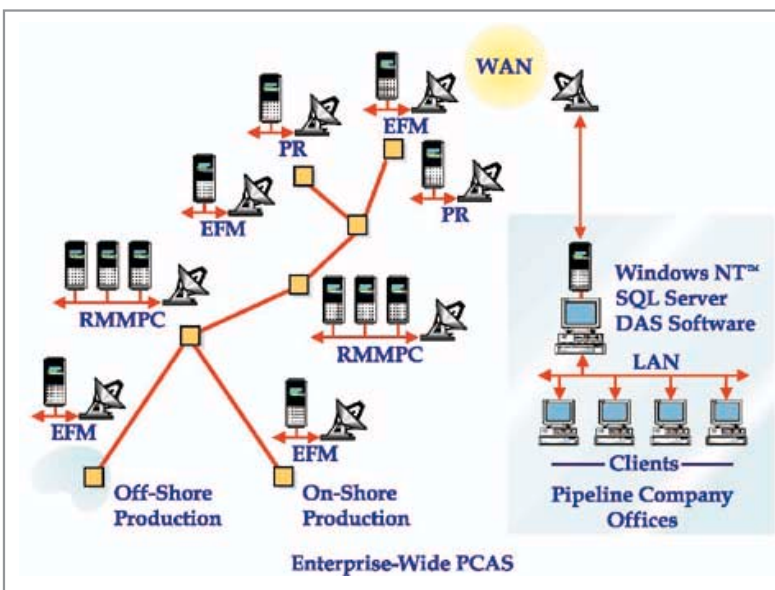 WAN
EFM
PR
EFM
PR
RMMPC
RMMPC
EFM
EFM
Off-Shore
Production
On-Shore
Production
Windows NT™
SQL Server
DAS Software
LAN
Clients
Pipeline Company
Offices
Enterprise-Wide PCAS